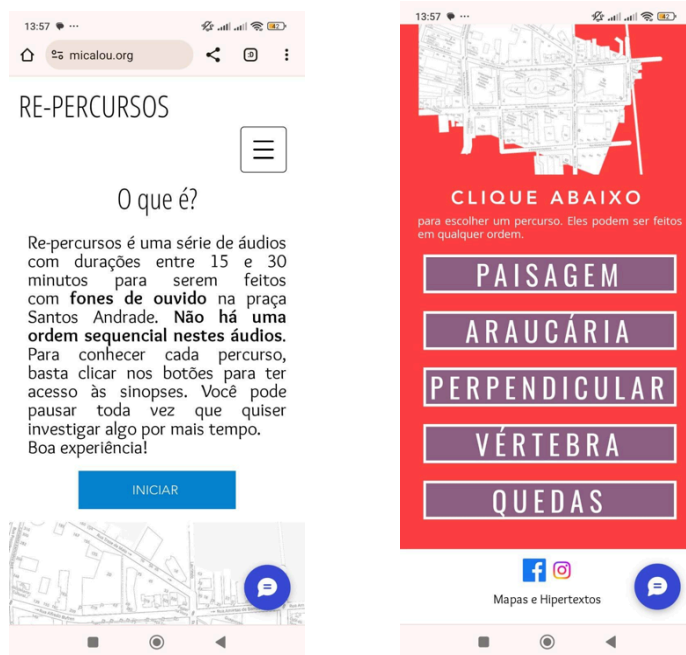 13:57
42
micalou.org
:D
RE-PERCURSOS
O que é?
Re-percursos é uma série de áudios
com durações entre 15 e 30
minutos para serem feitos
com fones de ouvido na praça
Santos Andrade. Não há uma
ordem sequencial nestes áudios.
Para conhecer cada percurso,
basta clicar nos botões para ter
acesso às sinopses. Você pode
pausar toda vez que quiser
investigar algo por mais tempo.
Boa experiência!
INICIAR
13:57
42
CLIQUE ABAIXO
para escolher um percurso. Eles podem ser feitos
em qualquer ordem.
PAISAGEM
ARAUCÁRIA
PERPENDICULAR
VÉRTEBRA
QUEDAS
Mapas e Hipertextos